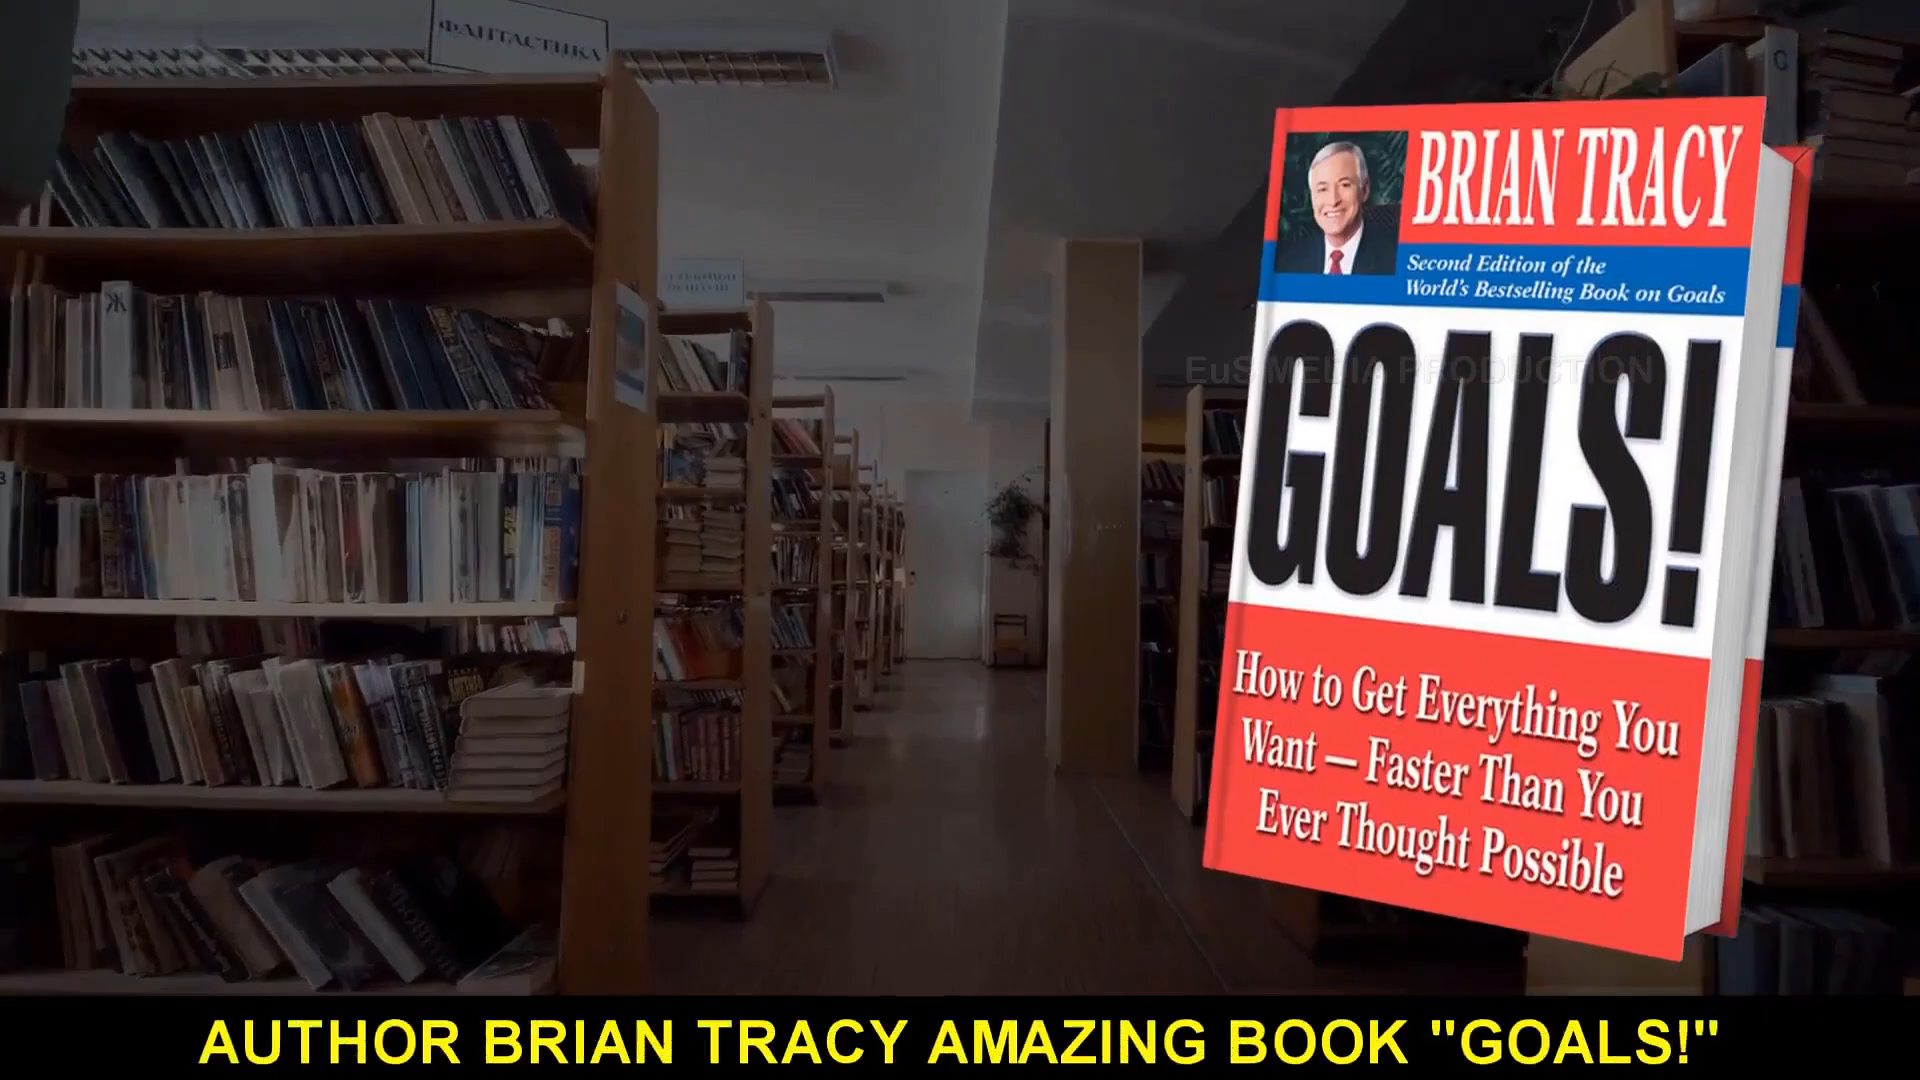 ФАНТАСТИКА
Ж
C
BRIAN TRACY
Second Edition of the
World's Bestselling Book on Goals
EuS MEDIA PRODUCTION
GOALS!
How to Get Everything You
Want — Faster Than You
Ever Thought Possible
AUTHOR BRIAN TRACY AMAZING BOOK "GOALS!"